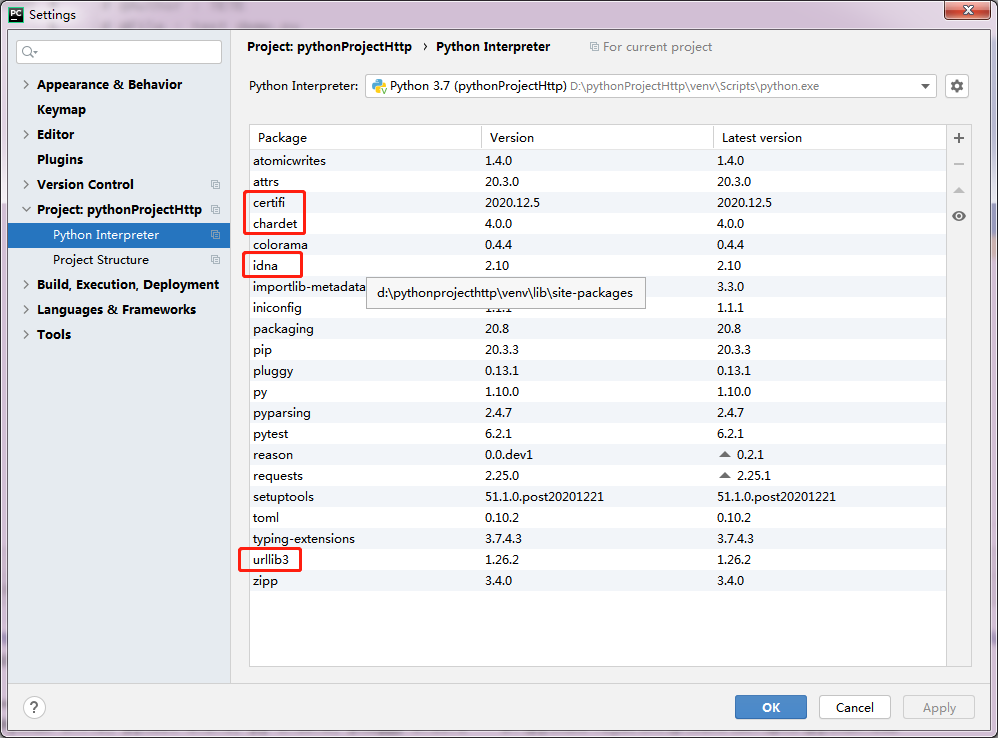 PC Settings
Project: pythonProjectHttp › Python Interpreter For current project
Python Interpreter: Python 3.7 (pythonProjectHttp) D:\pythonProjectHttp\venv\Scripts\python.exe
Appearance & Behavior
Keymap
Editor
Plugins
Version Control
Project: pythonProjectHttp
Python Interpreter
Project Structure
Build, Execution, Deployment
Languages & Frameworks
Tools
Package Version Latest version
atomicwrites 1.4.0 1.4.0
attrs 20.3.0 20.3.0
certifi 2020.12.5 2020.12.5
chardet 4.0.0 4.0.0
colorama 0.4.4 0.4.4
idna 2.10 2.10
importlib-metadata 3.3.0
d:\pythonprojecthttp\venv\lib\site-packages
iniconfig 1.1.1 1.1.1
packaging 20.8 20.8
pip 20.3.3 20.3.3
pluggy 0.13.1 0.13.1
py 1.10.0 1.10.0
pyparsing 2.4.7 2.4.7
pytest 6.2.1 6.2.1
reason 0.0.dev1 0.2.1
requests 2.25.0 2.25.1
setuptools 51.1.0.post20201221 51.1.0.post20201221
toml 0.10.2 0.10.2
typing-extensions 3.7.4.3 3.7.4.3
urllib3 1.26.2 1.26.2
zipp 3.4.0 3.4.0
? OK Cancel Apply